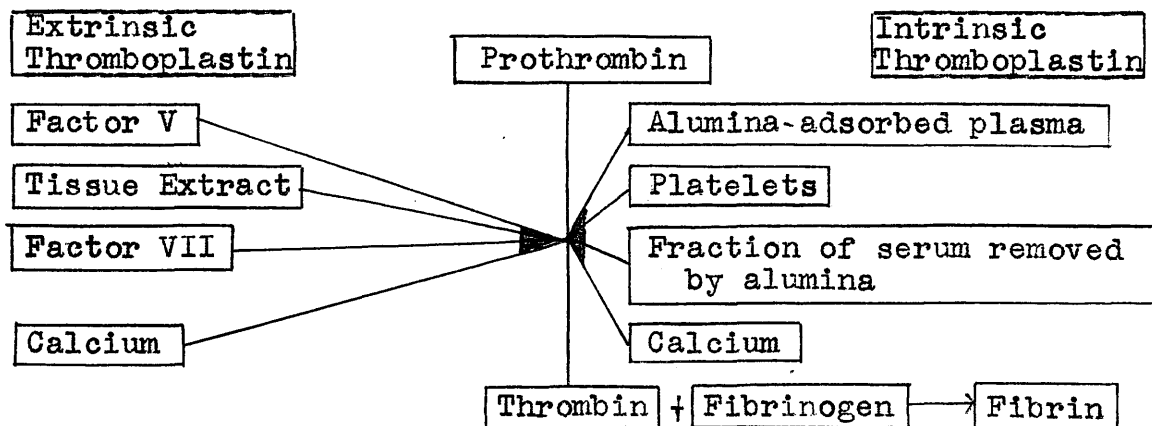 Extrinsic
Thromboplastin
Prothrombin
Intrinsic
Thromboplastin
Factor V
Tissue Extract
Factor VII
Calcium
Alumina-adsorbed plasma
Platelets
Fraction of serum removed
by alumina
Calcium
Thrombin + Fibrinogen → Fibrin